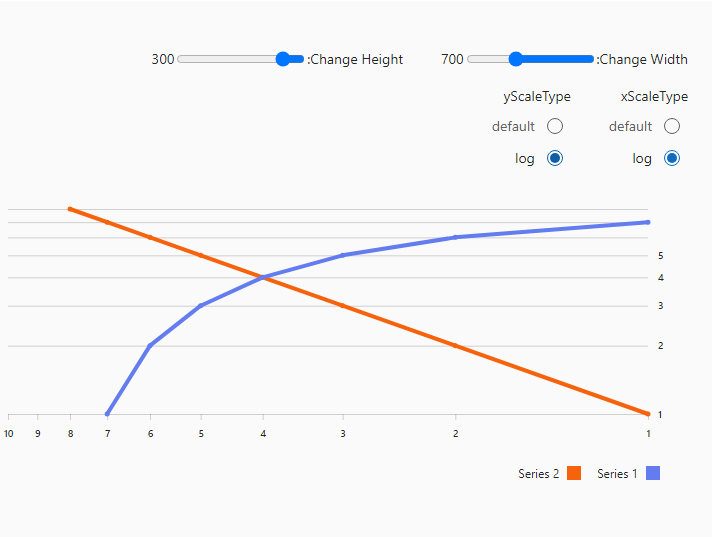 :Change Width 700 :Change Height 300
xScaleType yScaleType
default default
log log
5
4
3
2
1
10 9 8 7 6 5 4 3 2 1
Series 1 Series 2